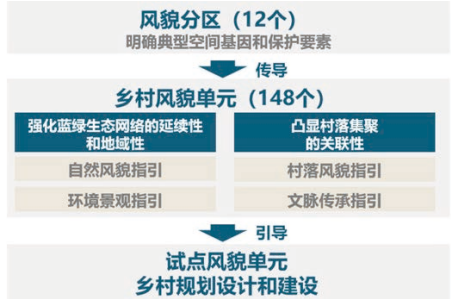 风貌分区（12个）
明确典型空间基因和保护要素
传导
乡村风貌单元（148个）
强化蓝绿生态网络的延续性
和地域性
凸显村落集聚
的关联性
自然风貌指引
村落风貌指引
环境景观指引
文脉传承指引
引导
试点风貌单元
乡村规划设计和建设